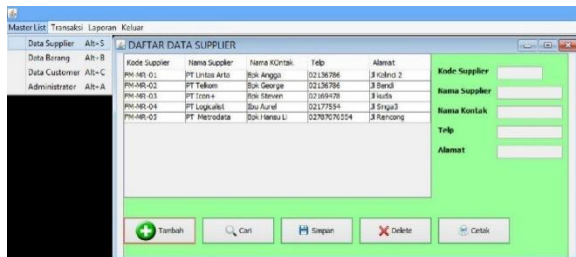 Master List Transaksi Laporan Keluar
Data Supplier Alt-S
Data Barang Alt-B
Data Customer Alt-C
Administrator Alt-A
DAFTAR DATA SUPPLIER
Kode Supplier Nama Supplier Nama KOntak Telp Alamat
PM-MR-01 PT Lintas Arta Bpk Angga 02136786 Jl Kelinci 2
PM-MR-02 PT Telkom Bpk George 02136786 Jl Bandi
PM-MR-03 PT Icon+ Bpk Steven 02169478 Jl kuda
PM-MR-04 PT Logicalist Ibu Aurel 02177554 Jl Singa3
PM-MR-05 PT Metrodata Bpk Hansu Li 02787076554 Jl Rencong
Kode Supplier
Nama Supplier
Nama Kontak
Telp
Alamat
Tambah Cari Simpan Delete Cetak